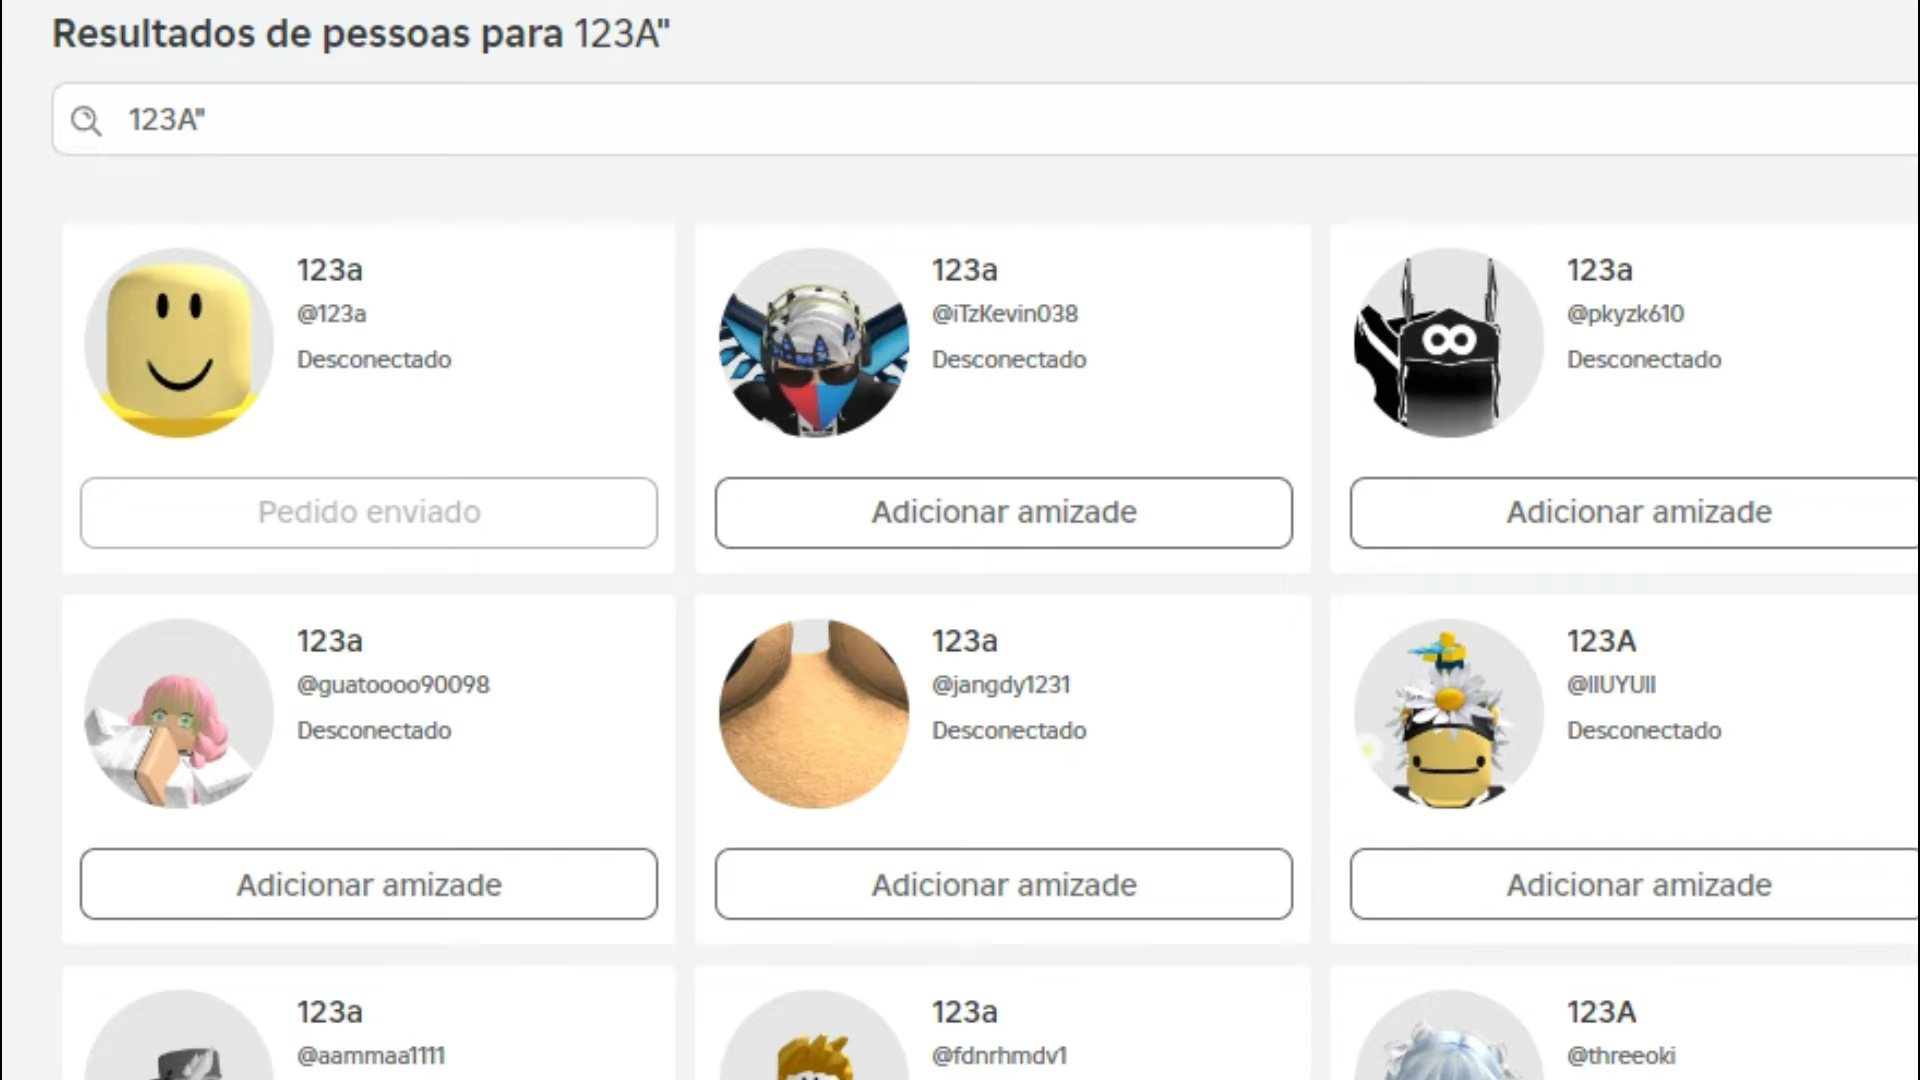 Resultados de pessoas para 123A"
123A"
123a
@123a
Desconectado
Pedido enviado
123a
@iTzKevin038
Desconectado
Adicionar amizade
123a
@pkyzk610
Desconectado
Adicionar amizade
123a
@guatoooo90098
Desconectado
Adicionar amizade
123a
@jangdy1231
Desconectado
Adicionar amizade
123A
Desconectado
Adicionar amizade
123a
@aammaa1111
123a
@fdnrhmdv1
123A
@threeoki